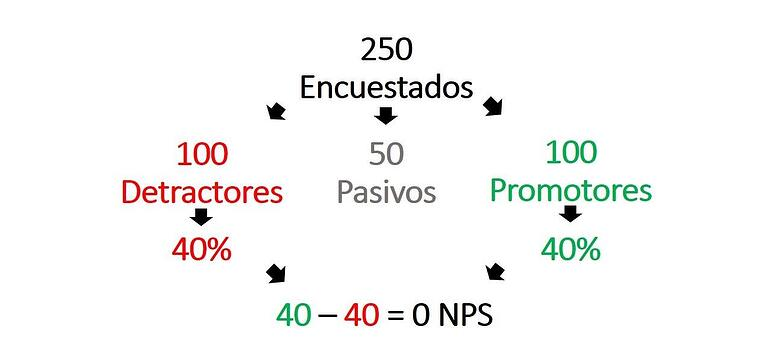 250
Encuestados
100
Detractores
40%
50
Pasivos
100
Promotores
40%
40 – 40 = 0 NPS